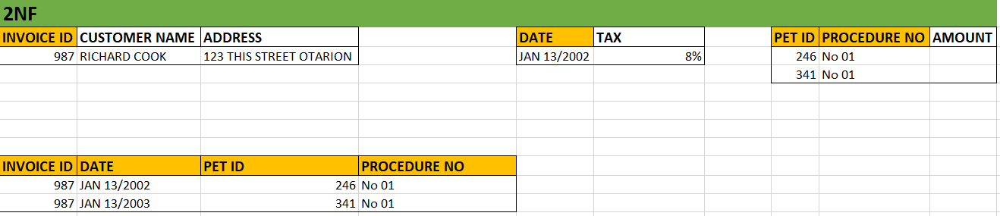 2NF
INVOICE ID CUSTOMER NAME ADDRESS DATE TAX PET ID PROCEDURE NO AMOUNT
987 RICHARD COOK 123 THIS STREET OTARION JAN 13/2002 8% 246 No 01
341 No 01
INVOICE ID DATE PET ID PROCEDURE NO
987 JAN 13/2002 246 No 01
987 JAN 13/2003 341 No 01